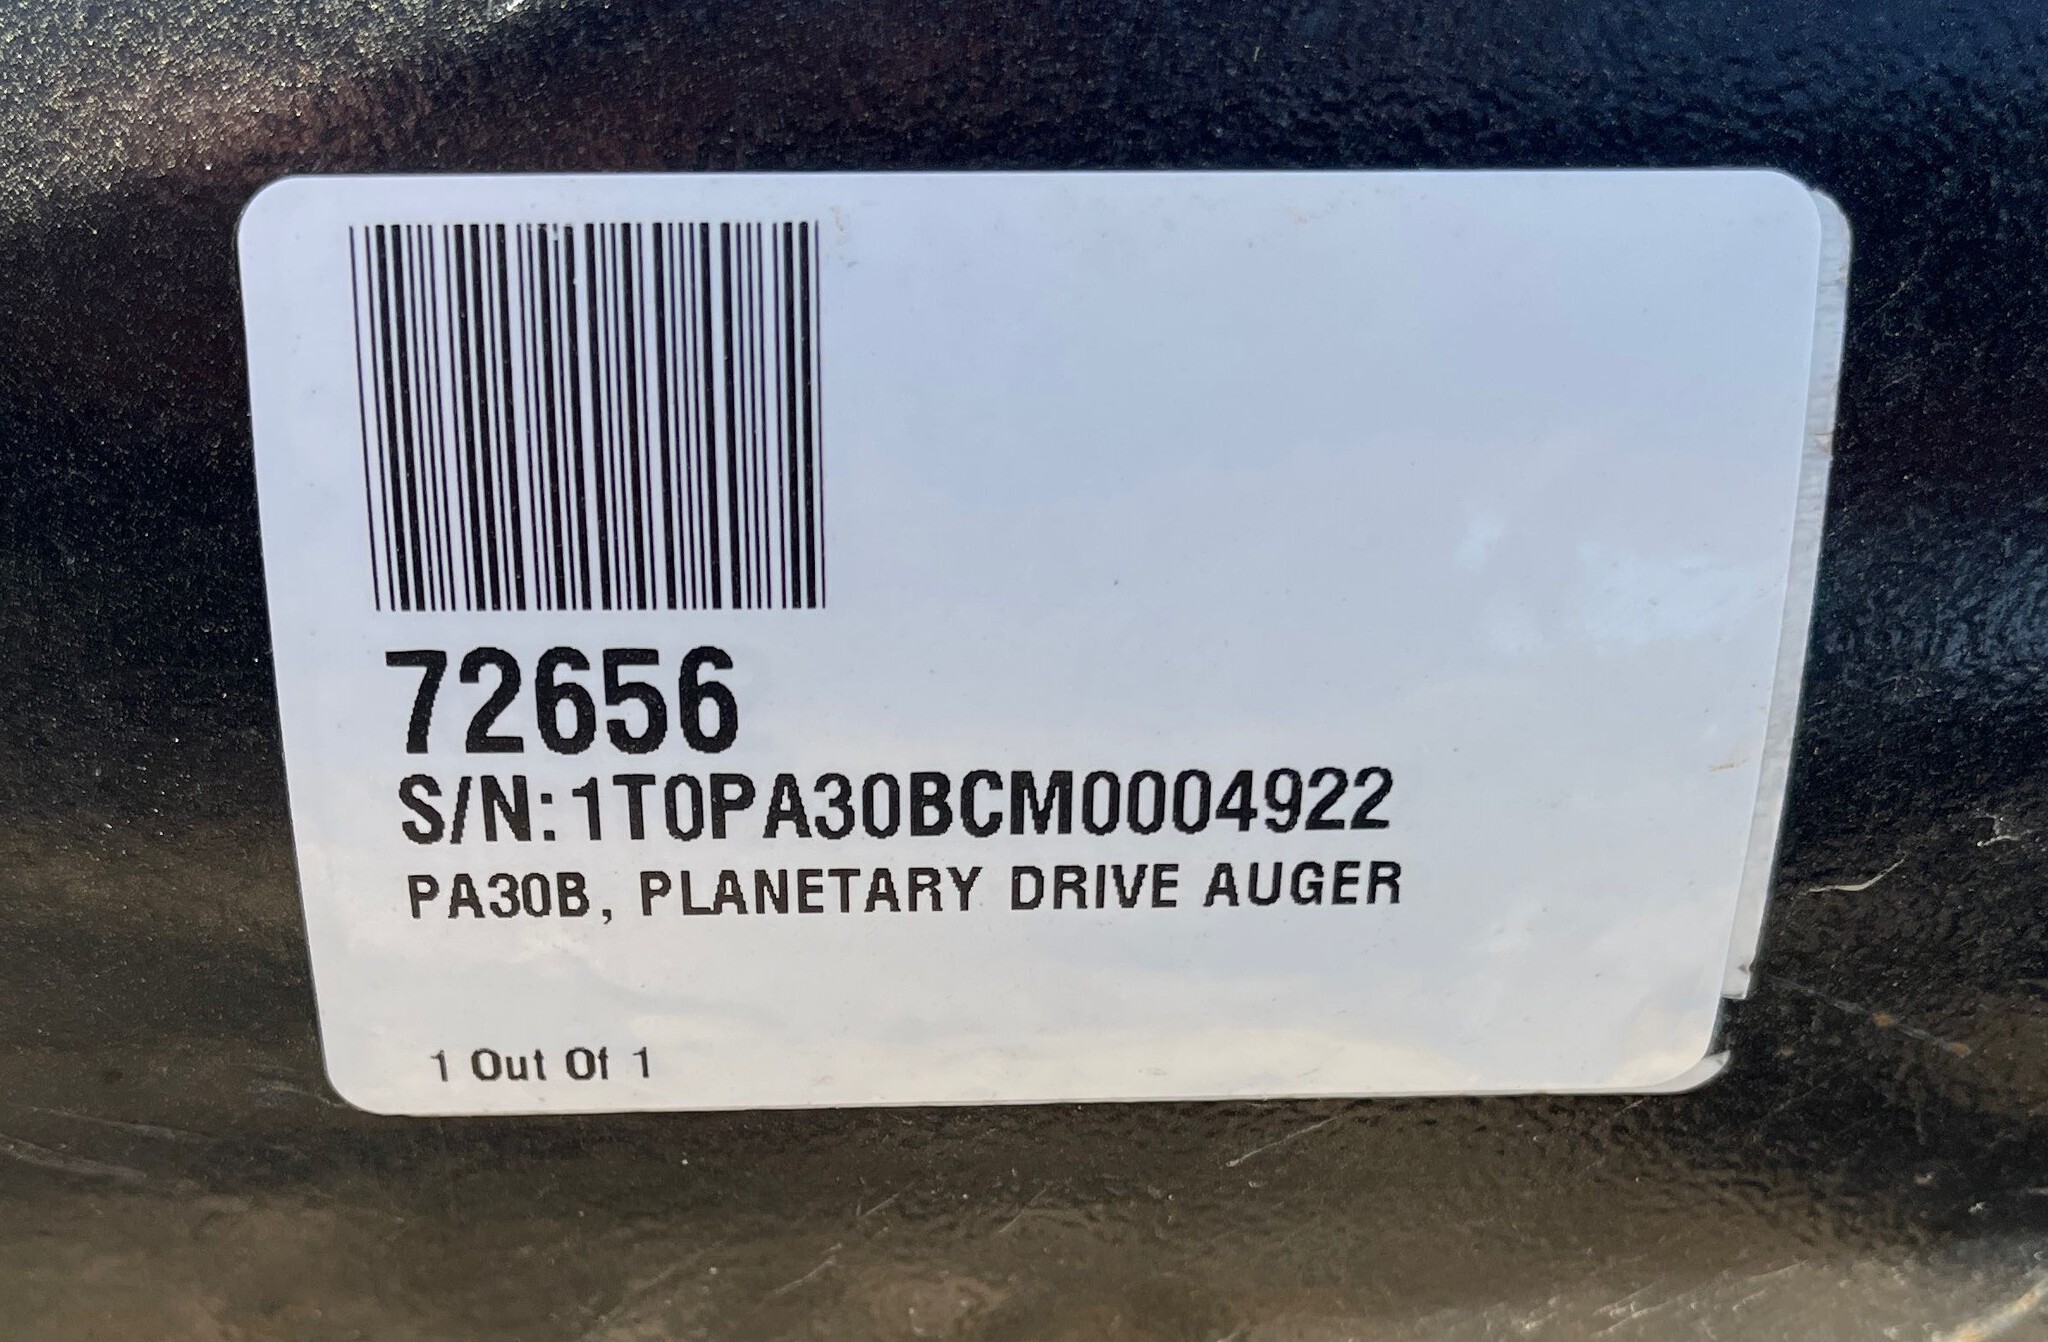 72656
S/N:1T0PA30BCM0004922
PA30B, PLANETARY DRIVE AUGER
1 Out Of 1